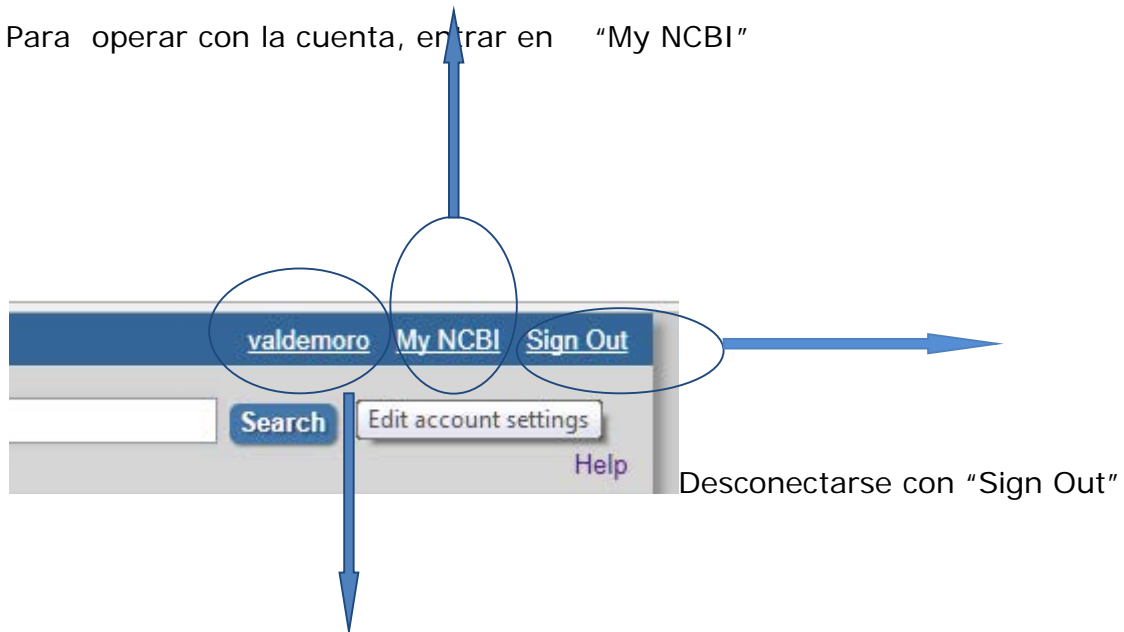 Para operar con la cuenta, entrar en “My NCBI”
valdemoro My NCBI Sign Out
Search Edit account settings
Help
Desconectarse con “Sign Out”